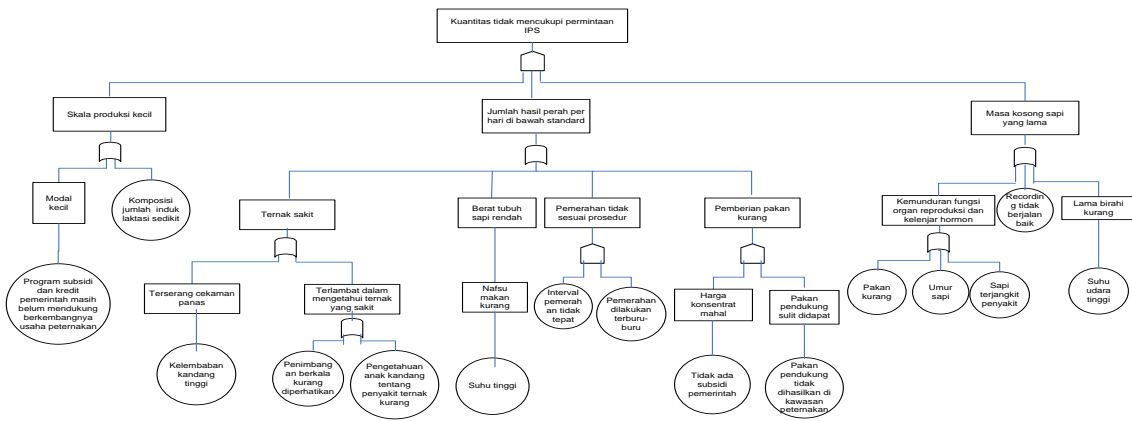 Kuantitas tidak mencukupi permintaan
IPS
Skala produksi kecil
Jumlah hasil perah per
hari di bawah standard
Masa kosong sapi
yang lama
Modal
kecil
Komposisi
jumlah induk
laktasi sedikit
Ternak sakit
Berat tubuh
sapi rendah
Pemerahan tidak
sesuai prosedur
Pemberian pakan
kurang
Kemunduran fungsi
organ reproduksi dan
kelenjar hormon
Recordin
g tidak
berjalan
baik
Lama birahi
kurang
Program subsidi
dan kredit
pemerintah masih
belum mendukung
berkembangnya
usaha peternakan
Terserang cekaman
panas
Terlambat dalam
mengetahui ternak
yang sakit
Nafsu
makan
kurang
Interval
pemerah
an tidak
tepat
Pemerahan
dilakukan
terburu-
buru
Harga
konsentrat
mahal
Pakan
pendukung
sulit didapat
Pakan
kurang
Umur
sapi
Sapi
terjangkit
penyakit
Suhu
udara
tinggi
Kelembaban
kandang
tinggi
Penimbang
an berkala
kurang
diperhatikan
Pengetahuan
anak kandang
tentang
penyakit ternak
kurang
Suhu tinggi
Tidak ada
subsidi
pemerintah
Pakan
pendukung
tidak
dihasilkan di
kawasan
peternakan